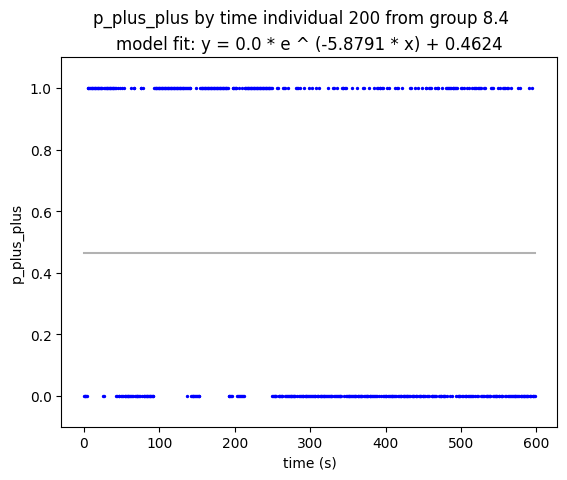 p_plus_plus by time individual 200 from group 8.4
model fit: y = 0.0 * e ^ (-5.8791 * x) + 0.4624
1.0
0.8
0.6
0.4
0.2
0.0
p_plus_plus
0 100 200 300 400 500 600
time (s)